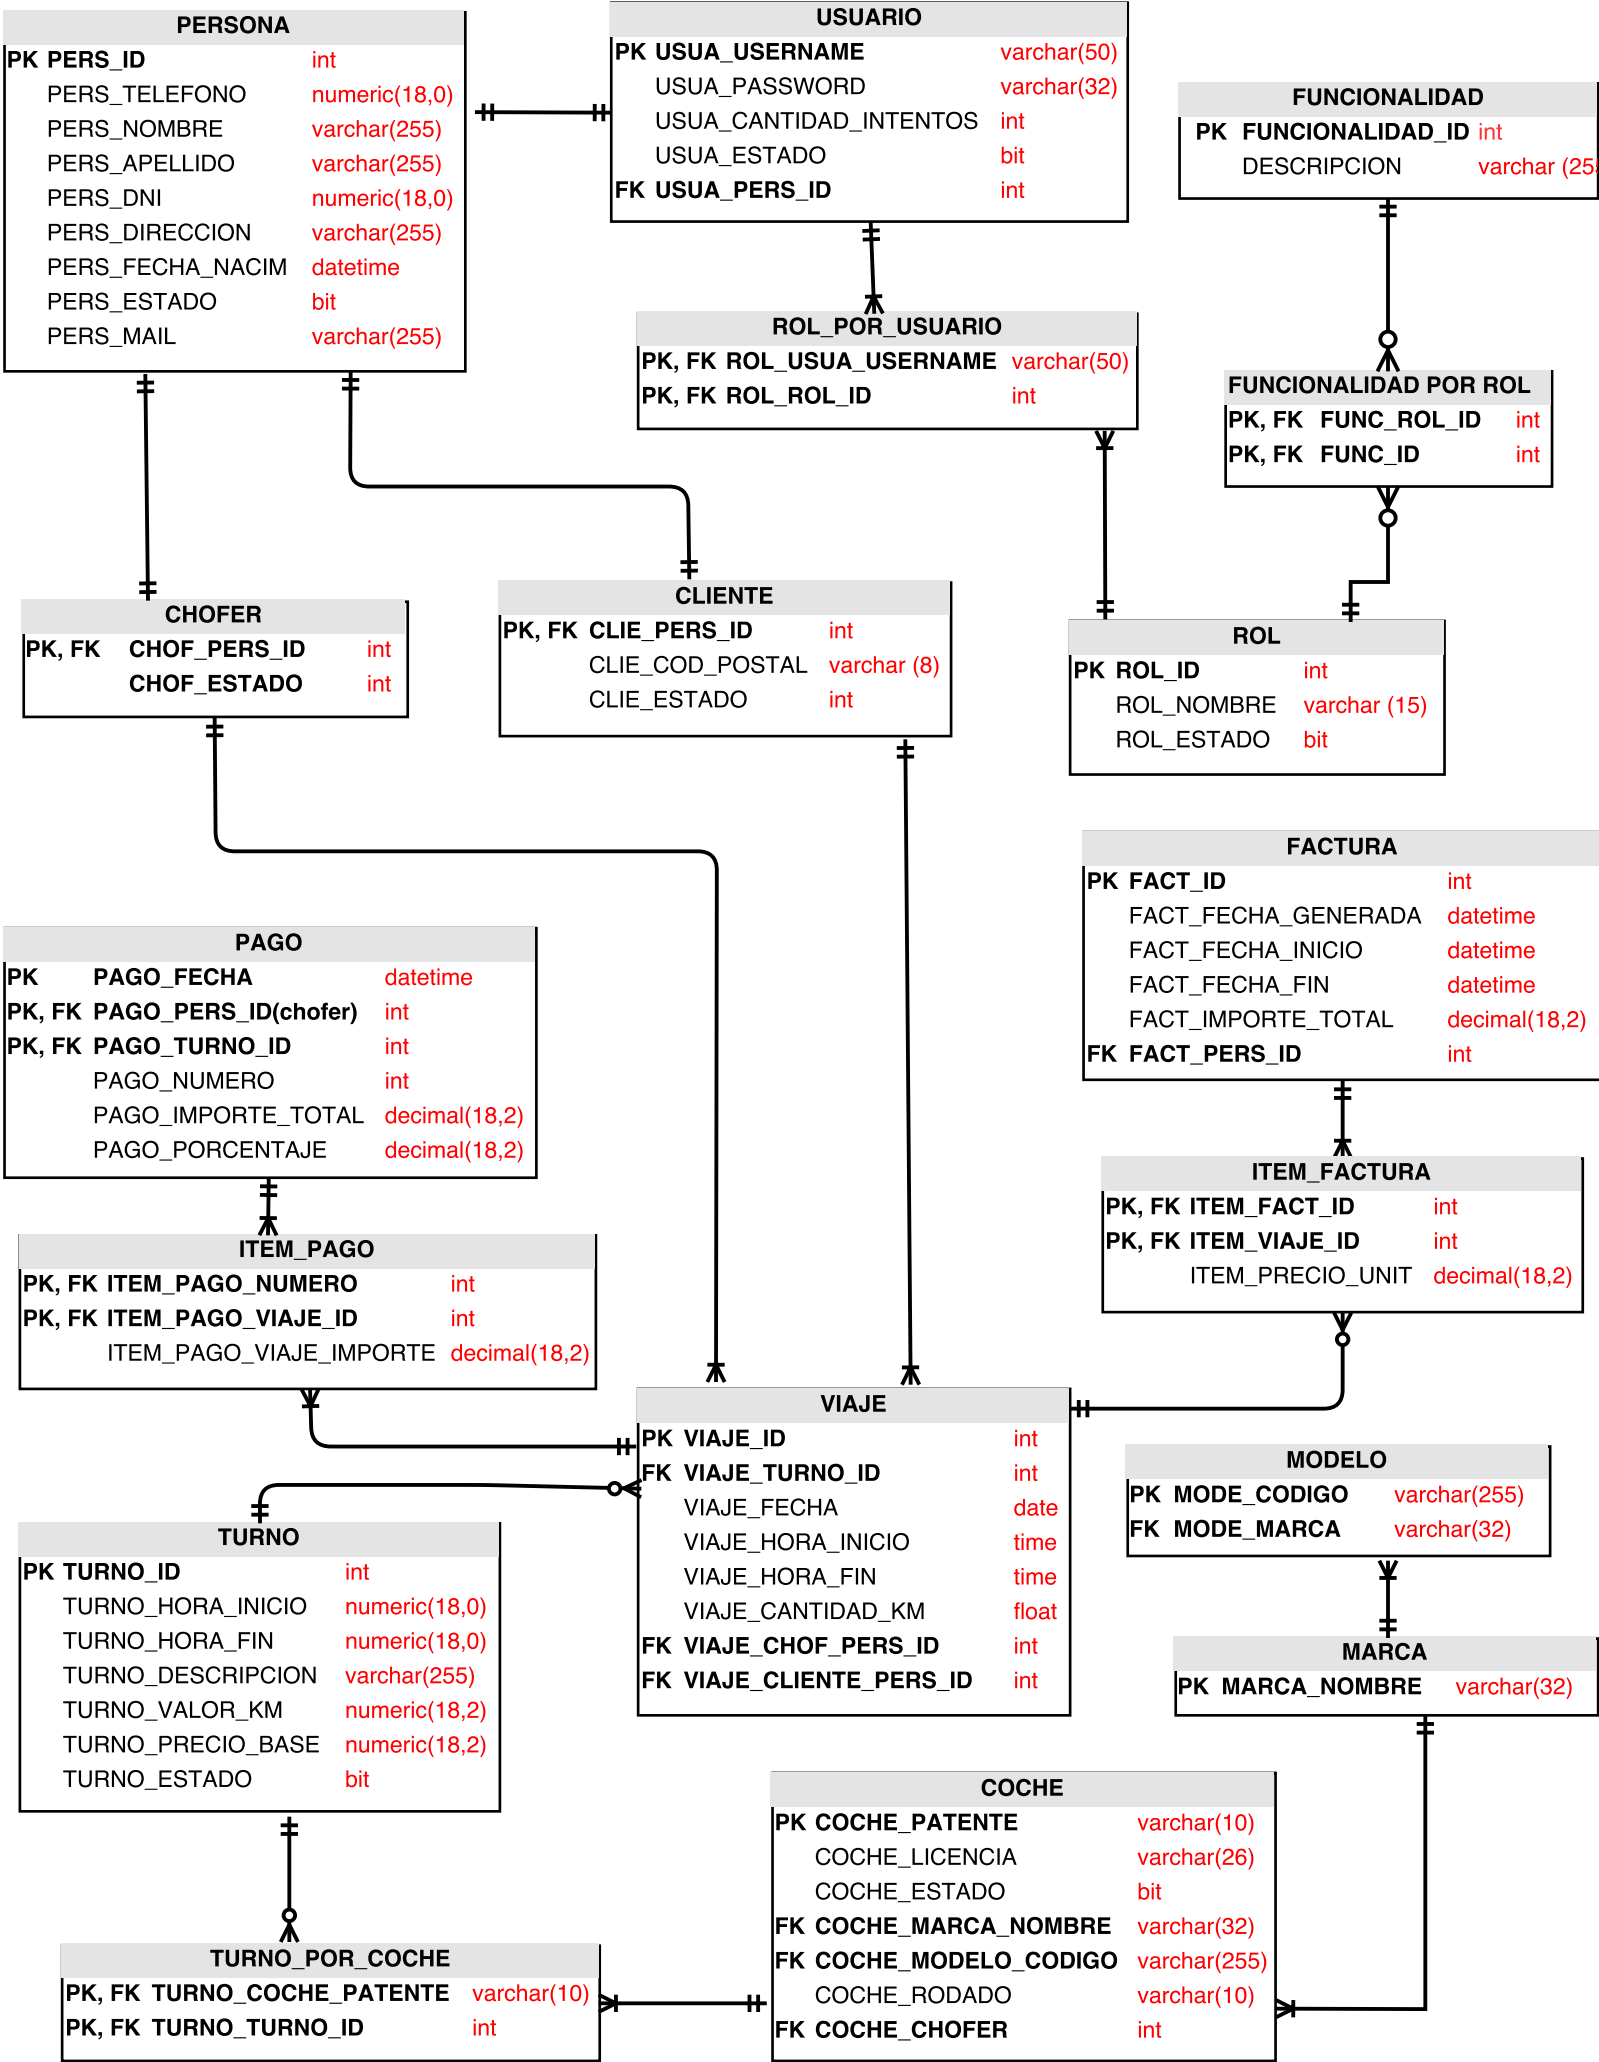 PERSONA
PK PERS_ID int
PERS_TELEFONO numeric(18,0)
PERS_NOMBRE varchar(255)
PERS_APELLIDO varchar(255)
PERS_DNI numeric(18,0)
PERS_DIRECCION varchar(255)
PERS_FECHA_NACIM datetime
PERS_ESTADO bit
PERS_MAIL varchar(255)
USUARIO
PK USUA_USERNAME varchar(50)
USUA_PASSWORD varchar(32)
USUA_CANTIDAD_INTENTOS int
USUA_ESTADO bit
FK USUA_PERS_ID int
FUNCIONALIDAD
PK FUNCIONALIDAD_ID int
DESCRIPCION varchar (25
ROL_POR_USUARIO
PK, FK ROL_USUA_USERNAME varchar(50)
PK, FK ROL_ROL_ID int
FUNCIONALIDAD POR ROL
PK, FK FUNC_ROL_ID int
PK, FK FUNC_ID int
CHOFER
PK, FK CHOF_PERS_ID int
CHOF_ESTADO int
CLIENTE
PK, FK CLIE_PERS_ID int
CLIE_COD_POSTAL varchar (8)
CLIE_ESTADO int
ROL
PK ROL_ID int
ROL_NOMBRE varchar (15)
ROL_ESTADO bit
FACTURA
PK FACT_ID int
FACT_FECHA_GENERADA datetime
FACT_FECHA_INICIO datetime
FACT_FECHA_FIN datetime
FACT_IMPORTE_TOTAL decimal(18,2)
FK FACT_PERS_ID int
PAGO
PK PAGO_FECHA datetime
PK, FK PAGO_PERS_ID(chofer) int
PK, FK PAGO_TURNO_ID int
PAGO_NUMERO int
PAGO_IMPORTE_TOTAL decimal(18,2)
PAGO_PORCENTAJE decimal(18,2)
ITEM_FACTURA
PK, FK ITEM_FACT_ID int
PK, FK ITEM_VIAJE_ID int
ITEM_PRECIO_UNIT decimal(18,2)
ITEM_PAGO
PK, FK ITEM_PAGO_NUMERO int
PK, FK ITEM_PAGO_VIAJE_ID int
ITEM_PAGO_VIAJE_IMPORTE decimal(18,2)
VIAJE
PK VIAJE_ID int
FK VIAJE_TURNO_ID int
VIAJE_FECHA date
VIAJE_HORA_INICIO time
VIAJE_HORA_FIN time
VIAJE_CANTIDAD_KM float
FK VIAJE_CHOF_PERS_ID int
FK VIAJE_CLIENTE_PERS_ID int
MODELO
PK MODE_CODIGO varchar(255)
FK MODE_MARCA varchar(32)
TURNO
PK TURNO_ID int
TURNO_HORA_INICIO numeric(18,0)
TURNO_HORA_FIN numeric(18,0)
TURNO_DESCRIPCION varchar(255)
TURNO_VALOR_KM numeric(18,2)
TURNO_PRECIO_BASE numeric(18,2)
TURNO_ESTADO bit
MARCA
PK MARCA_NOMBRE varchar(32)
COCHE
PK COCHE_PATENTE varchar(10)
COCHE_LICENCIA varchar(26)
COCHE_ESTADO bit
FK COCHE_MARCA_NOMBRE varchar(32)
FK COCHE_MODELO_CODIGO varchar(255)
COCHE_RODADO varchar(10)
FK COCHE_CHOFER int
TURNO_POR_COCHE
PK, FK TURNO_COCHE_PATENTE varchar(10)
PK, FK TURNO_TURNO_ID int